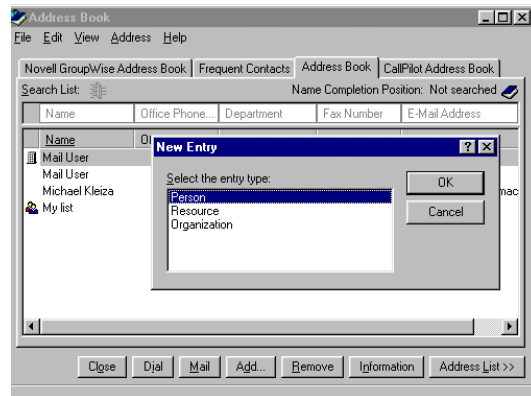 Address Book
File Edit View Address Help
Novell GroupWise Address Book Frequent Contacts Address Book CallPilot Address Book
Search List: Name Completion Position: Not searched
Name Office Phone... Department Fax Number E-Mail Address
Name
Mail User
Mail User
Michael Kleiza
My list
New Entry
Select the entry type:
Person
Resource
Organization
OK
Cancel
Close Dial Mail Add... Remove Information Address List >>